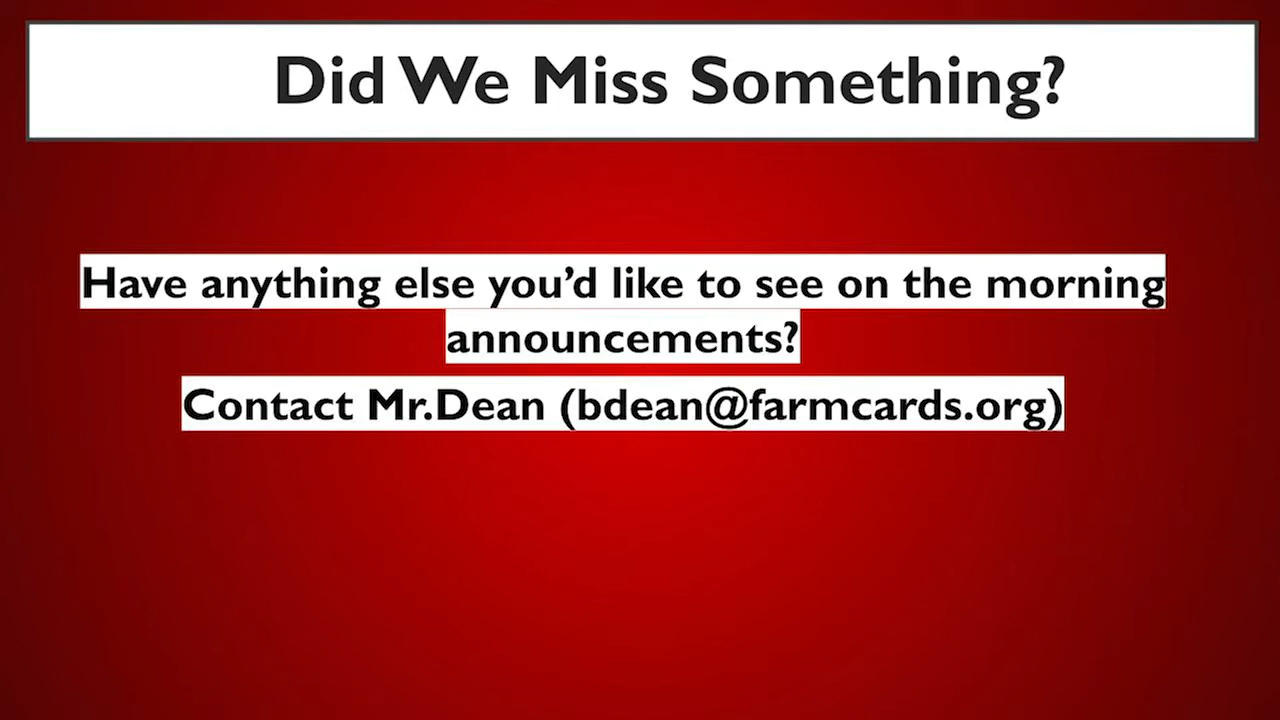 Did We Miss Something?
Have anything else you’d like to see on the morning
announcements?
Contact Mr.Dean (bdean@farmcards.org)